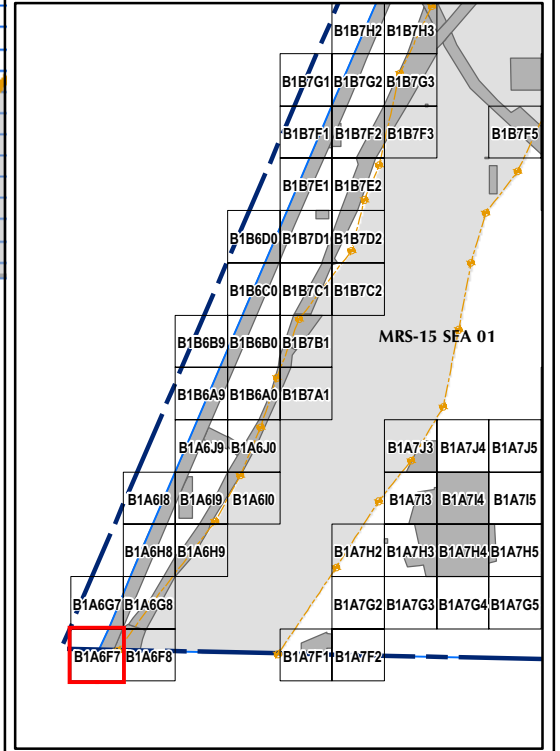 B1B7H2 B1B7H3
B1B7G1 B1B7G2 B1B7G3
B1B7F1 B1B7F2 B1B7F3 B1B7F5
B1B7E1 B1B7E2
B1B6D0 B1B7D1 B1B7D2
B1B6C0 B1B7C1 B1B7C2
B1B6B9 B1B6B0 B1B7B1
MRS-15 SEA 01
B1B6A9 B1B6A0 B1B7A1
B1A6J9 B1A6J0 B1A7J3 B1A7J4 B1A7J5
B1A6I8 B1A6I9 B1A6I0 B1A7I3 B1A7I4 B1A7I5
B1A6H8 B1A6H9 B1A7H2 B1A7H3 B1A7H4 B1A7H5
B1A6G7 B1A6G8 B1A7G2 B1A7G3 B1A7G4 B1A7G5
B1A6F7 B1A6F8 B1A7F1 B1A7F2